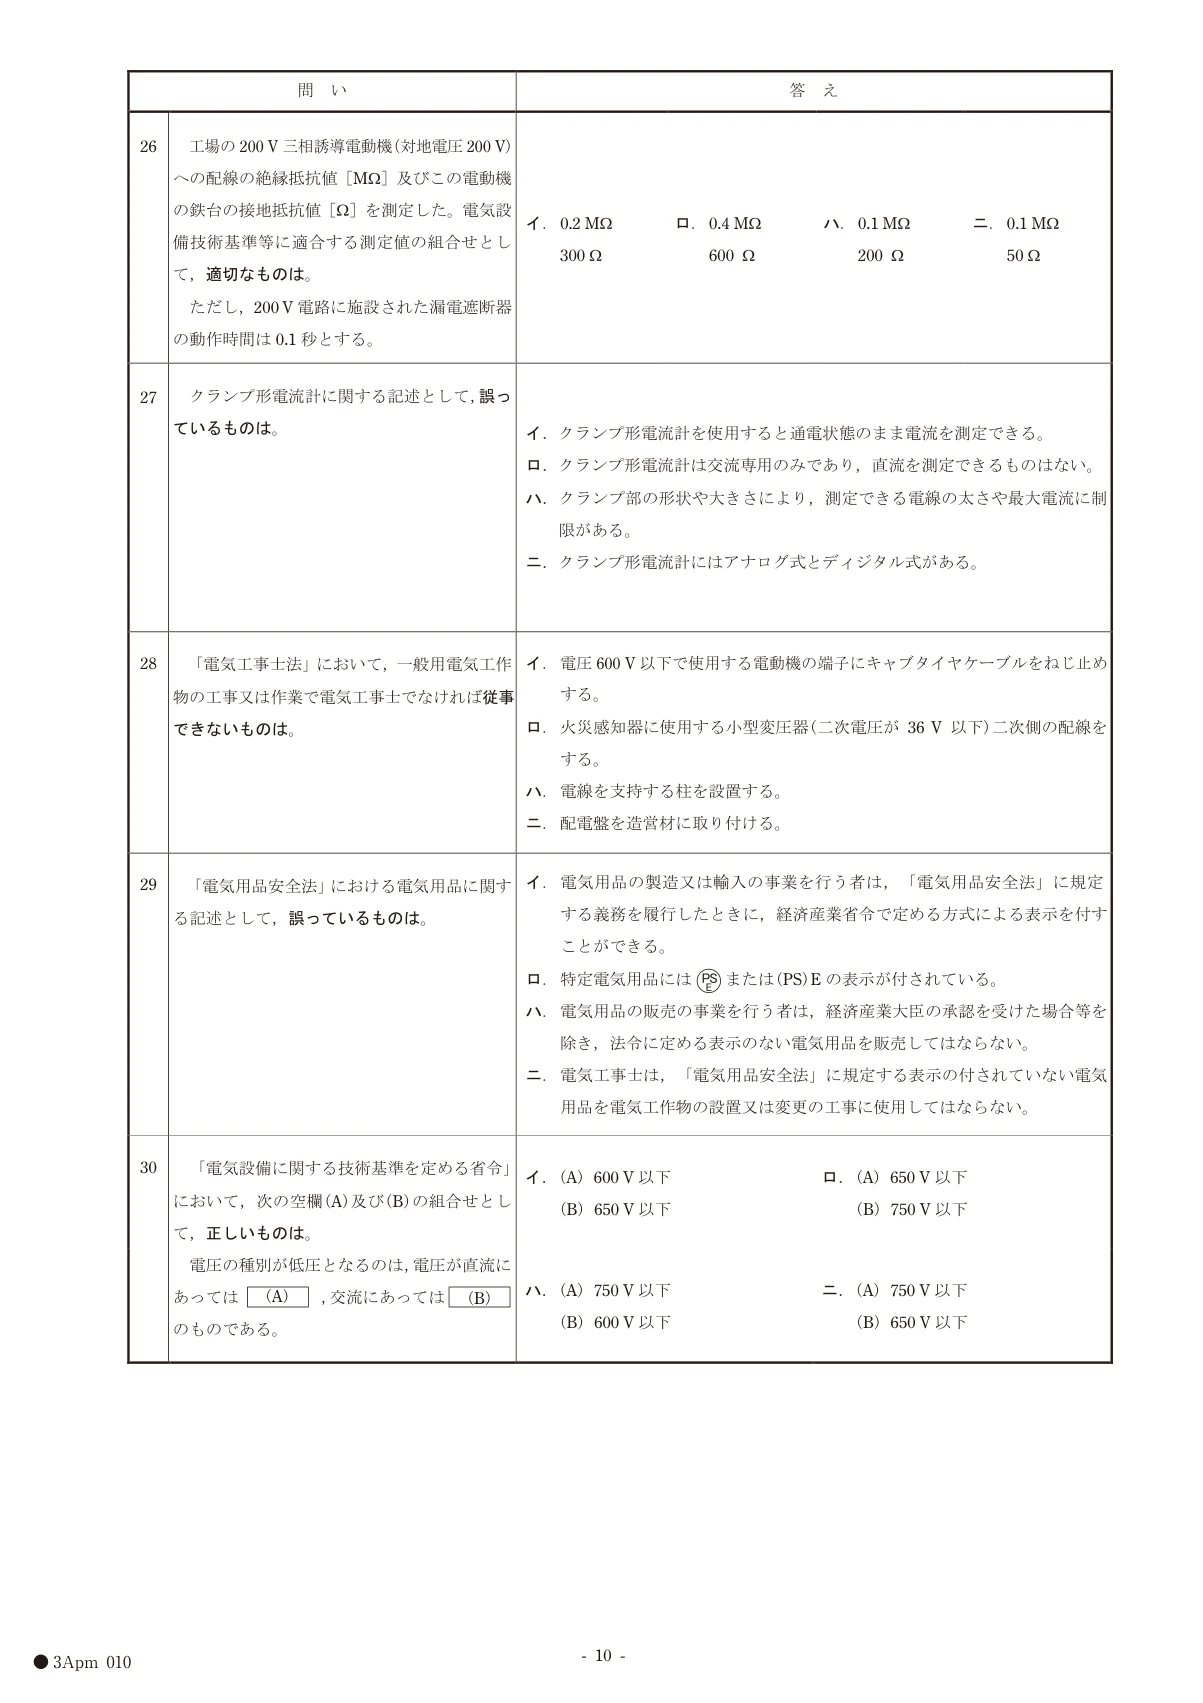 問 い 答 え
26 工場の 200 V 三相誘導電動機(対地電圧 200 V)
への配線の絶縁抵抗値［MΩ］及びこの電動機
の鉄台の接地抵抗値［Ω］を測定した。電気設
備技術基準等に適合する測定値の組合せとし
て，適切なものは。
ただし，200 V 電路に施設された漏電遮断器
の動作時間は 0.1 秒とする。
イ． 0.2 MΩ ロ． 0.4 MΩ ハ． 0.1 MΩ ニ． 0.1 MΩ
300 Ω 600 Ω 200 Ω 50 Ω
27 クランプ形電流計に関する記述として，誤っ
ているものは。
イ．クランプ形電流計を使用すると通電状態のまま電流を測定できる。
ロ．クランプ形電流計は交流専用のみであり，直流を測定できるものはない。
ハ．クランプ部の形状や大きさにより，測定できる電線の太さや最大電流に制
限がある。
ニ．クランプ形電流計にはアナログ式とディジタル式がある。
28 「電気工事士法」において，一般用電気工作
物の工事又は作業で電気工事士でなければ従事
できないものは。
イ．電圧 600 V 以下で使用する電動機の端子にキャブタイヤケーブルをねじ止め
する。
ロ．火災感知器に使用する小型変圧器(二次電圧が 36 V 以下)二次側の配線を
する。
ハ．電線を支持する柱を設置する。
ニ．配電盤を造営材に取り付ける。
29 「電気用品安全法」における電気用品に関す
る記述として，誤っているものは。
イ．電気用品の製造又は輸入の事業を行う者は，「電気用品安全法」に規定
する義務を履行したときに，経済産業省令で定める方式による表示を付す
ことができる。
ロ．特定電気用品には PS E または(PS)E の表示が付されている。
ハ．電気用品の販売の事業を行う者は，経済産業大臣の承認を受けた場合等を
除き，法令に定める表示のない電気用品を販売してはならない。
ニ．電気工事士は，「電気用品安全法」に規定する表示の付されていない電気
用品を電気工作物の設置又は変更の工事に使用してはならない。
30 「電気設備に関する技術基準を定める省令」
において，次の空欄(A)及び(B)の組合せとし
て，正しいものは。
電圧の種別が低圧となるのは，電圧が直流に
あっては (A) ，交流にあっては (B)
のものである。
イ．(A) 600 V 以下 ロ．(A) 650 V 以下
(B) 650 V 以下 (B) 750 V 以下
ハ．(A) 750 V 以下 ニ．(A) 750 V 以下
(B) 600 V 以下 (B) 650 V 以下
- 10 -
● 3Apm 010